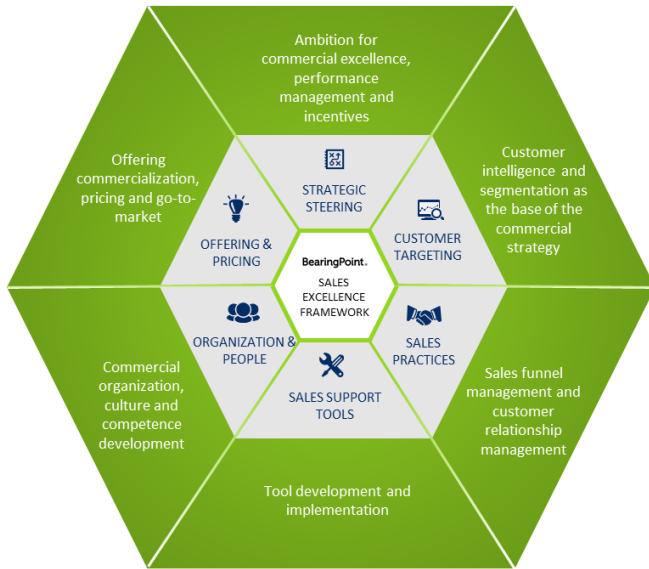 Ambition for
commercial excellence,
performance
management and
incentives
STRATEGIC
STEERING
Customer
intelligence and
segmentation as
the base of the
commercial
strategy
CUSTOMER
TARGETING
Sales funnel
management and
customer
relationship
management
SALES
PRACTICES
Tool development and
implementation
SALES SUPPORT
TOOLS
Commercial
organization,
culture and
competence
development
ORGANIZATION &
PEOPLE
Offering
commercialization,
pricing and go-to-
market
OFFERING &
PRICING
BearingPoint.
SALES
EXCELLENCE
FRAMEWORK